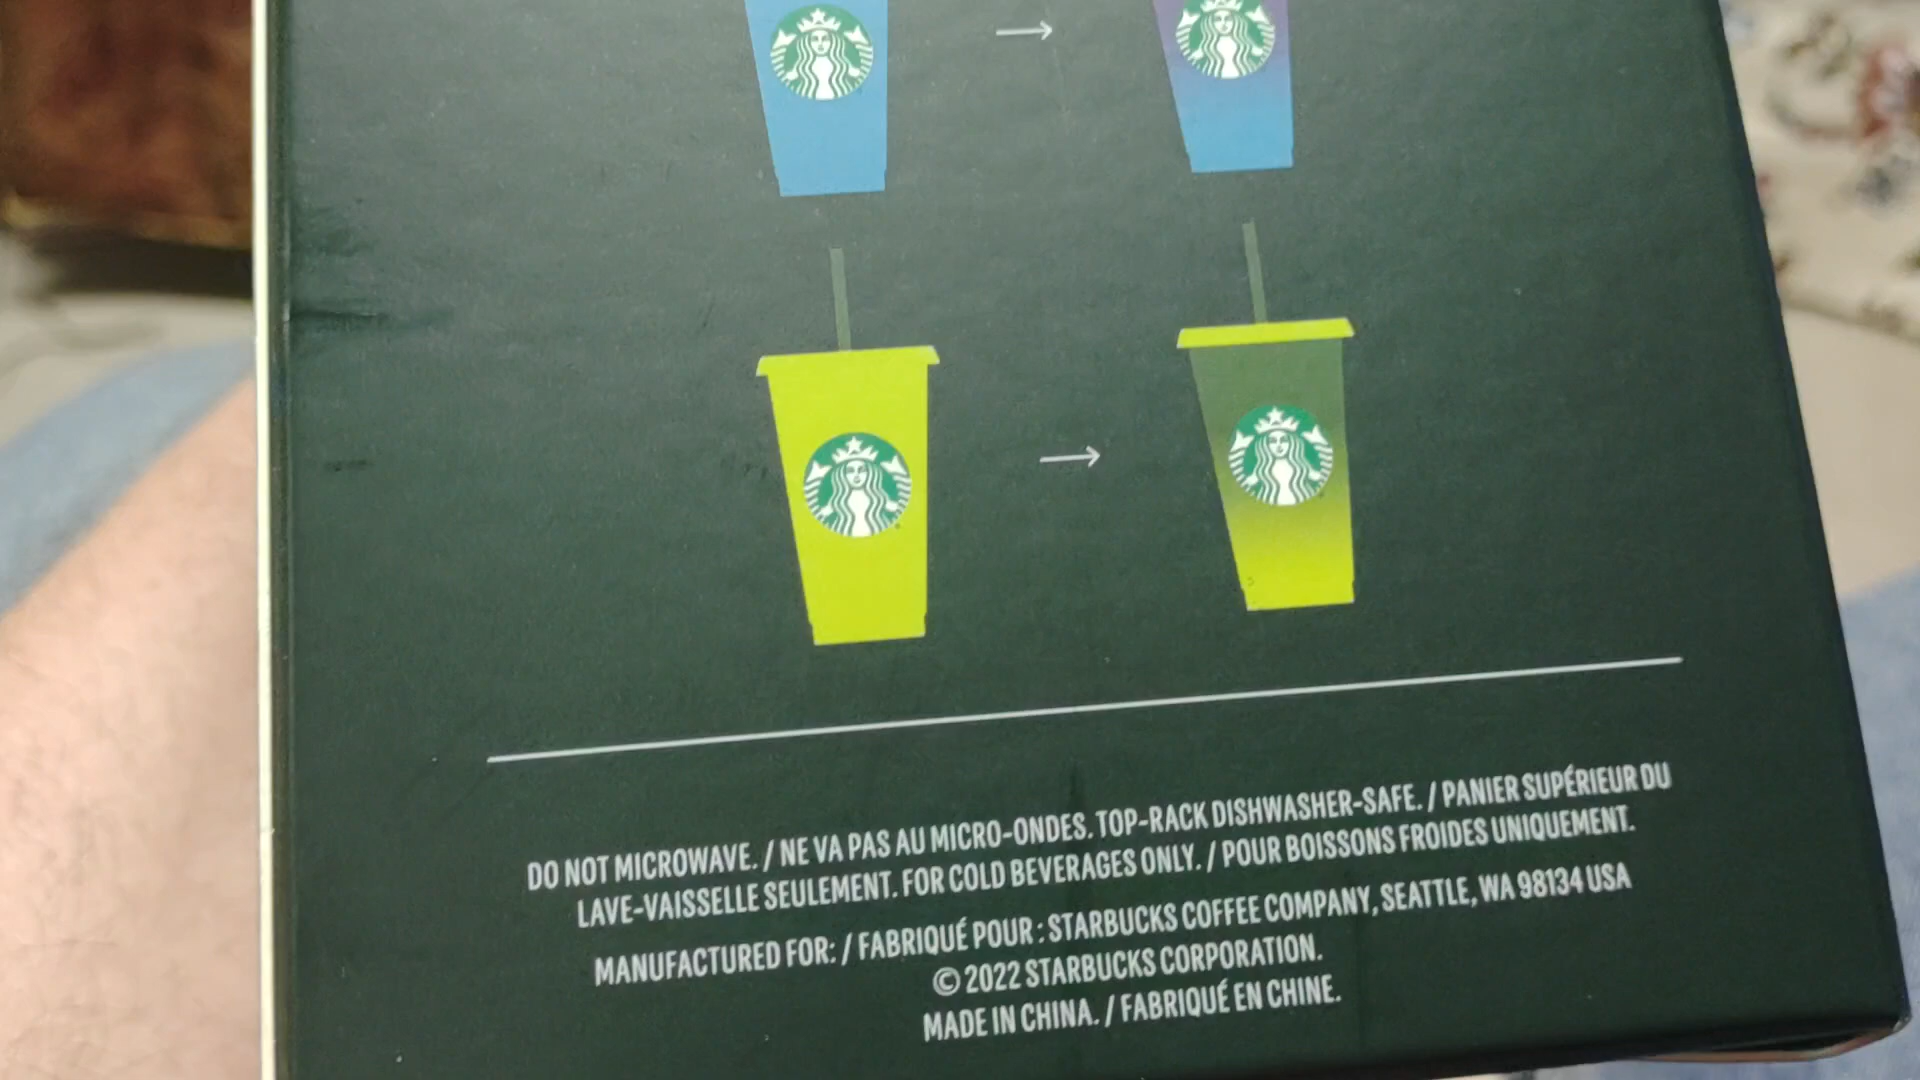 DO NOT MICROWAVE. / NE VA PAS AU MICRO-ONDES. TOP-RACK DISHWASHER-SAFE. / PANIER SUPÉRIEUR DU
LAVE-VAISSELLE SEULEMENT. FOR COLD BEVERAGES ONLY. / POUR BOISSONS FROIDES UNIQUEMENT.
MANUFACTURED FOR: / FABRIQUÉ POUR : STARBUCKS COFFEE COMPANY, SEATTLE, WA 98134 USA
© 2022 STARBUCKS CORPORATION.
MADE IN CHINA. / FABRIQUÉ EN CHINE.